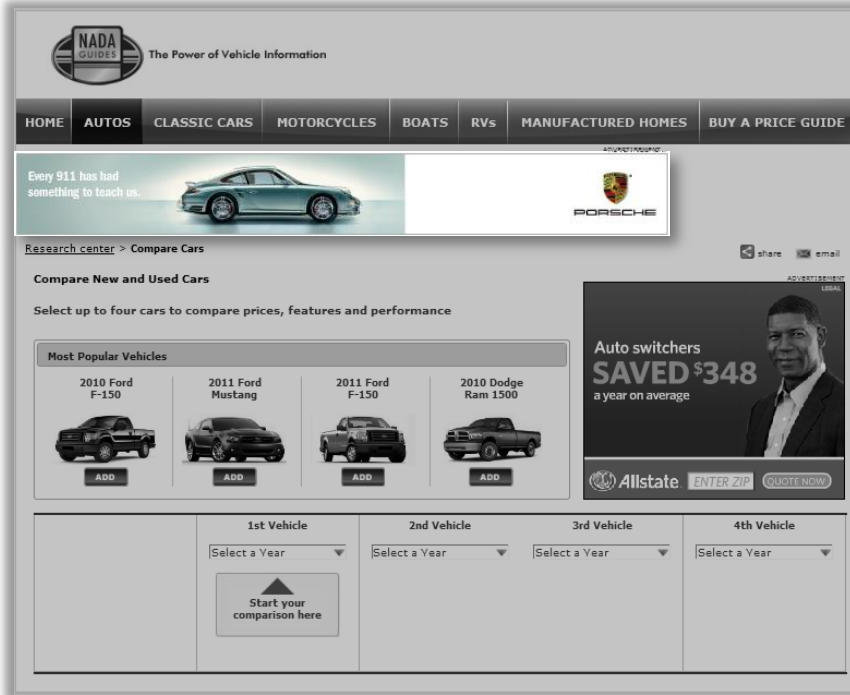 NADA
GUIDES
The Power of Vehicle Information
HOME AUTOS CLASSIC CARS MOTORCYCLES BOATS RVs MANUFACTURED HOMES BUY A PRICE GUIDE
ADVERTISEMENT
Every 911 has had
something to teach us.
PORSCHE
Research center > Compare Cars
share email
Compare New and Used Cars
ADVERTISEMENT
LEGAL
Select up to four cars to compare prices, features and performance
Auto switchers
SAVED $348
a year on average
Allstate. ENTER ZIP QUOTE NOW
Most Popular Vehicles
2010 Ford F-150
2011 Ford Mustang
2011 Ford F-150
2010 Dodge Ram 1500
ADD ADD ADD ADD
1st Vehicle 2nd Vehicle 3rd Vehicle 4th Vehicle
Select a Year Select a Year Select a Year Select a Year
Start your
comparison here